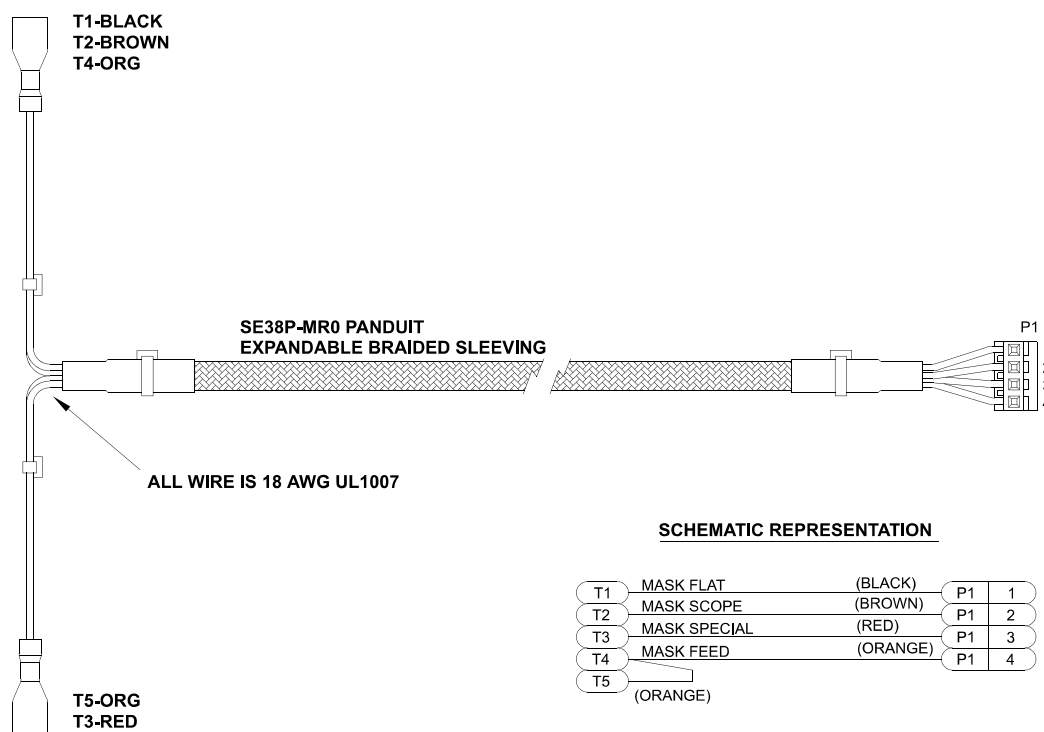 T1-BLACK
T2-BROWN
T4-ORG
SE38P-MR0 PANDUIT
EXPANDABLE BRAIDED SLEEVING
P1
ALL WIRE IS 18 AWG UL1007
SCHEMATIC REPRESENTATION
T1 MASK FLAT (BLACK) P1 1
T2 MASK SCOPE (BROWN) P1 2
T3 MASK SPECIAL (RED) P1 3
T4 MASK FEED (ORANGE) P1 4
T5 (ORANGE)
T5-ORG
T3-RED